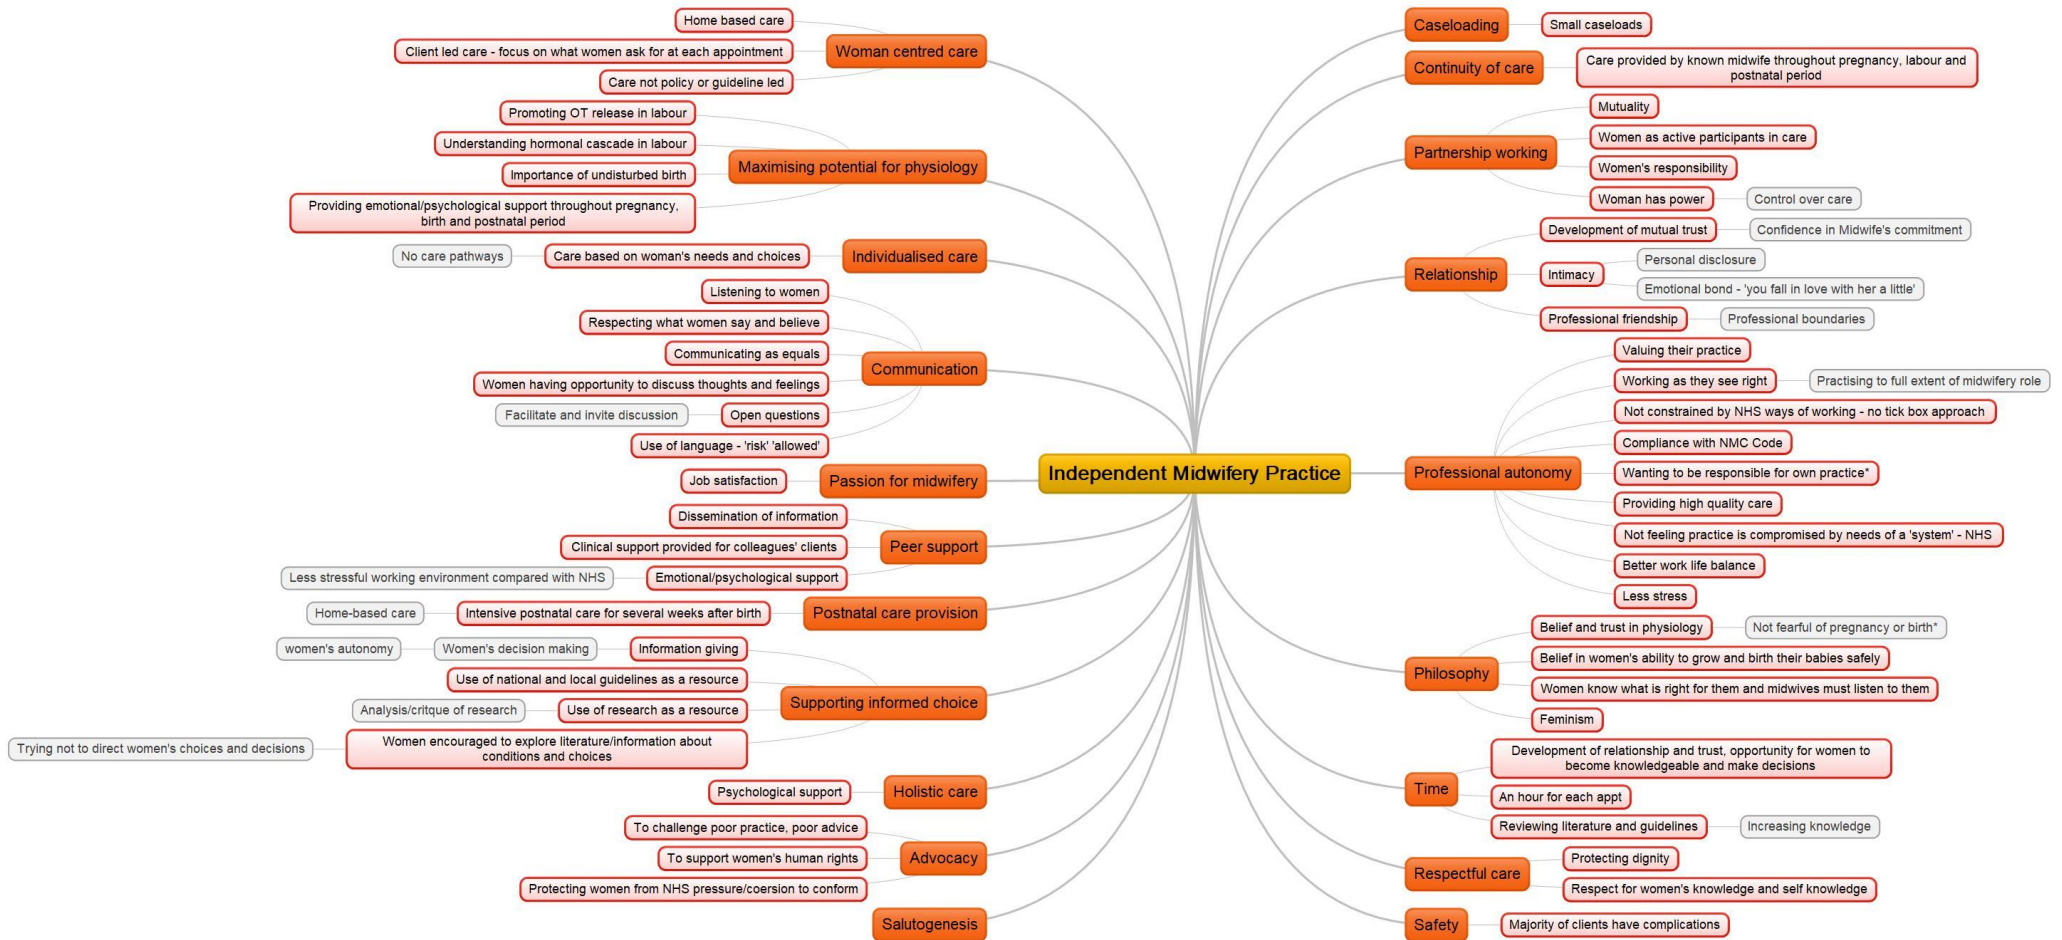 Independent Midwifery Practice
Woman centred care
Home based care
Client led care - focus on what women ask for at each appointment
Care not policy or guideline led
Maximising potential for physiology
Promoting OT release in labour
Understanding hormonal cascade in labour
Importance of undisturbed birth
Providing emotional/psychological support throughout pregnancy,
birth and postnatal period
Individualised care
Care based on woman's needs and choices
No care pathways
Communication
Listening to women
Respecting what women say and believe
Communicating as equals
Women having opportunity to discuss thoughts and feelings
Open questions
Facilitate and invite discussion
Use of language - 'risk' 'allowed'
Passion for midwifery
Job satisfaction
Peer support
Dissemination of information
Clinical support provided for colleagues' clients
Emotional/psychological support
Less stressful working environment compared with NHS
Postnatal care provision
Intensive postnatal care for several weeks after birth
Home-based care
Supporting informed choice
Information giving
Women's decision making
women's autonomy
Use of national and local guidelines as a resource
Use of research as a resource
Analysis/critque of research
Women encouraged to explore literature/information about
conditions and choices
Trying not to direct women's choices and decisions
Holistic care
Psychological support
Advocacy
To challenge poor practice, poor advice
To support women's human rights
Protecting women from NHS pressure/coersion to conform
Salutogenesis
Caseloading
Small caseloads
Continuity of care
Care provided by known midwife throughout pregnancy, labour and
postnatal period
Partnership working
Mutuality
Women as active participants in care
Women's responsibility
Woman has power
Control over care
Relationship
Development of mutual trust
Confidence in Midwife's commitment
Intimacy
Personal disclosure
Emotional bond - 'you fall in love with her a little'
Professional friendship
Professional boundaries
Professional autonomy
Valuing their practice
Working as they see right
Practising to full extent of midwifery role
Not constrained by NHS ways of working - no tick box approach
Compliance with NMC Code
Wanting to be responsible for own practice*
Providing high quality care
Not feeling practice is compromised by needs of a 'system' - NHS
Better work life balance
Less stress
Philosophy
Belief and trust in physiology
Not fearful of pregnancy or birth*
Belief in women's ability to grow and birth their babies safely
Women know what is right for them and midwives must listen to them
Feminism
Time
Development of relationship and trust, opportunity for women to
become knowledgeable and make decisions
An hour for each appt
Reviewing literature and guidelines
Increasing knowledge
Respectful care
Protecting dignity
Respect for women's knowledge and self knowledge
Safety
Majority of clients have complications